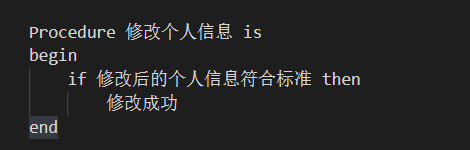 Procedure 修改个人信息 is
begin
if 修改后的个人信息符合标准 then
修改成功
end